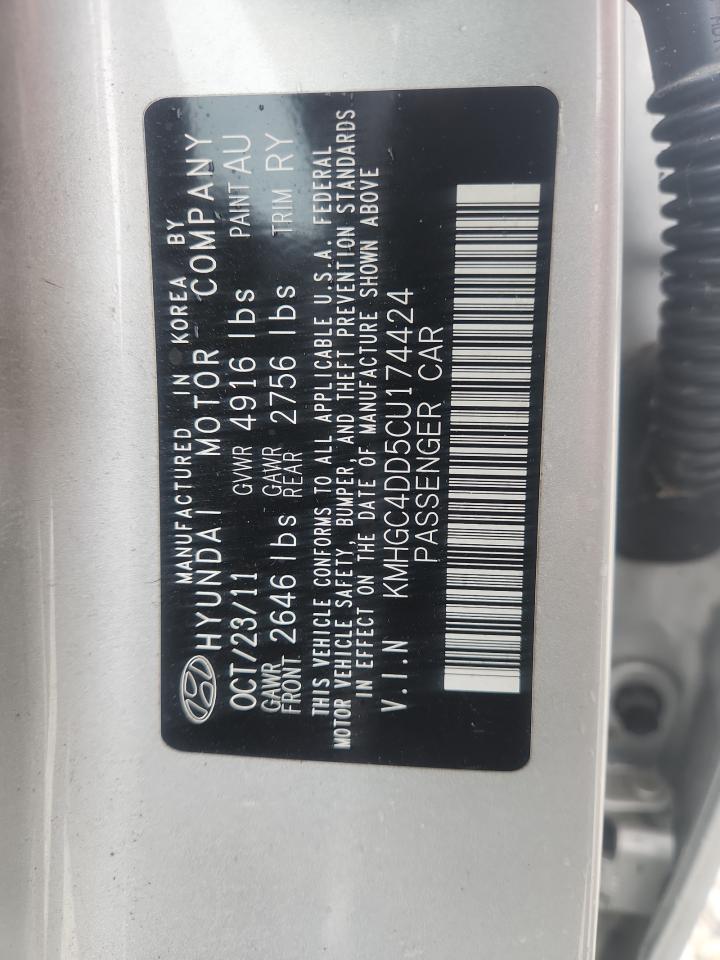 MANUFACTURED IN KOREA BY
HYUNDAI MOTOR COMPANY
OCT/23/11 GVWR 4916 lbs PAINT AU
GAWR FRONT 2646 lbs GAWR REAR 2756 lbs TRIM RY
THIS VEHICLE CONFORMS TO ALL APPLICABLE U.S.A. FEDERAL
MOTOR VEHICLE SAFETY, BUMPER, AND THEFT PREVENTION STANDARDS
IN EFFECT ON THE DATE OF MANUFACTURE SHOWN ABOVE
V.I.N KMHGC4DD5CU174424
PASSENGER CAR